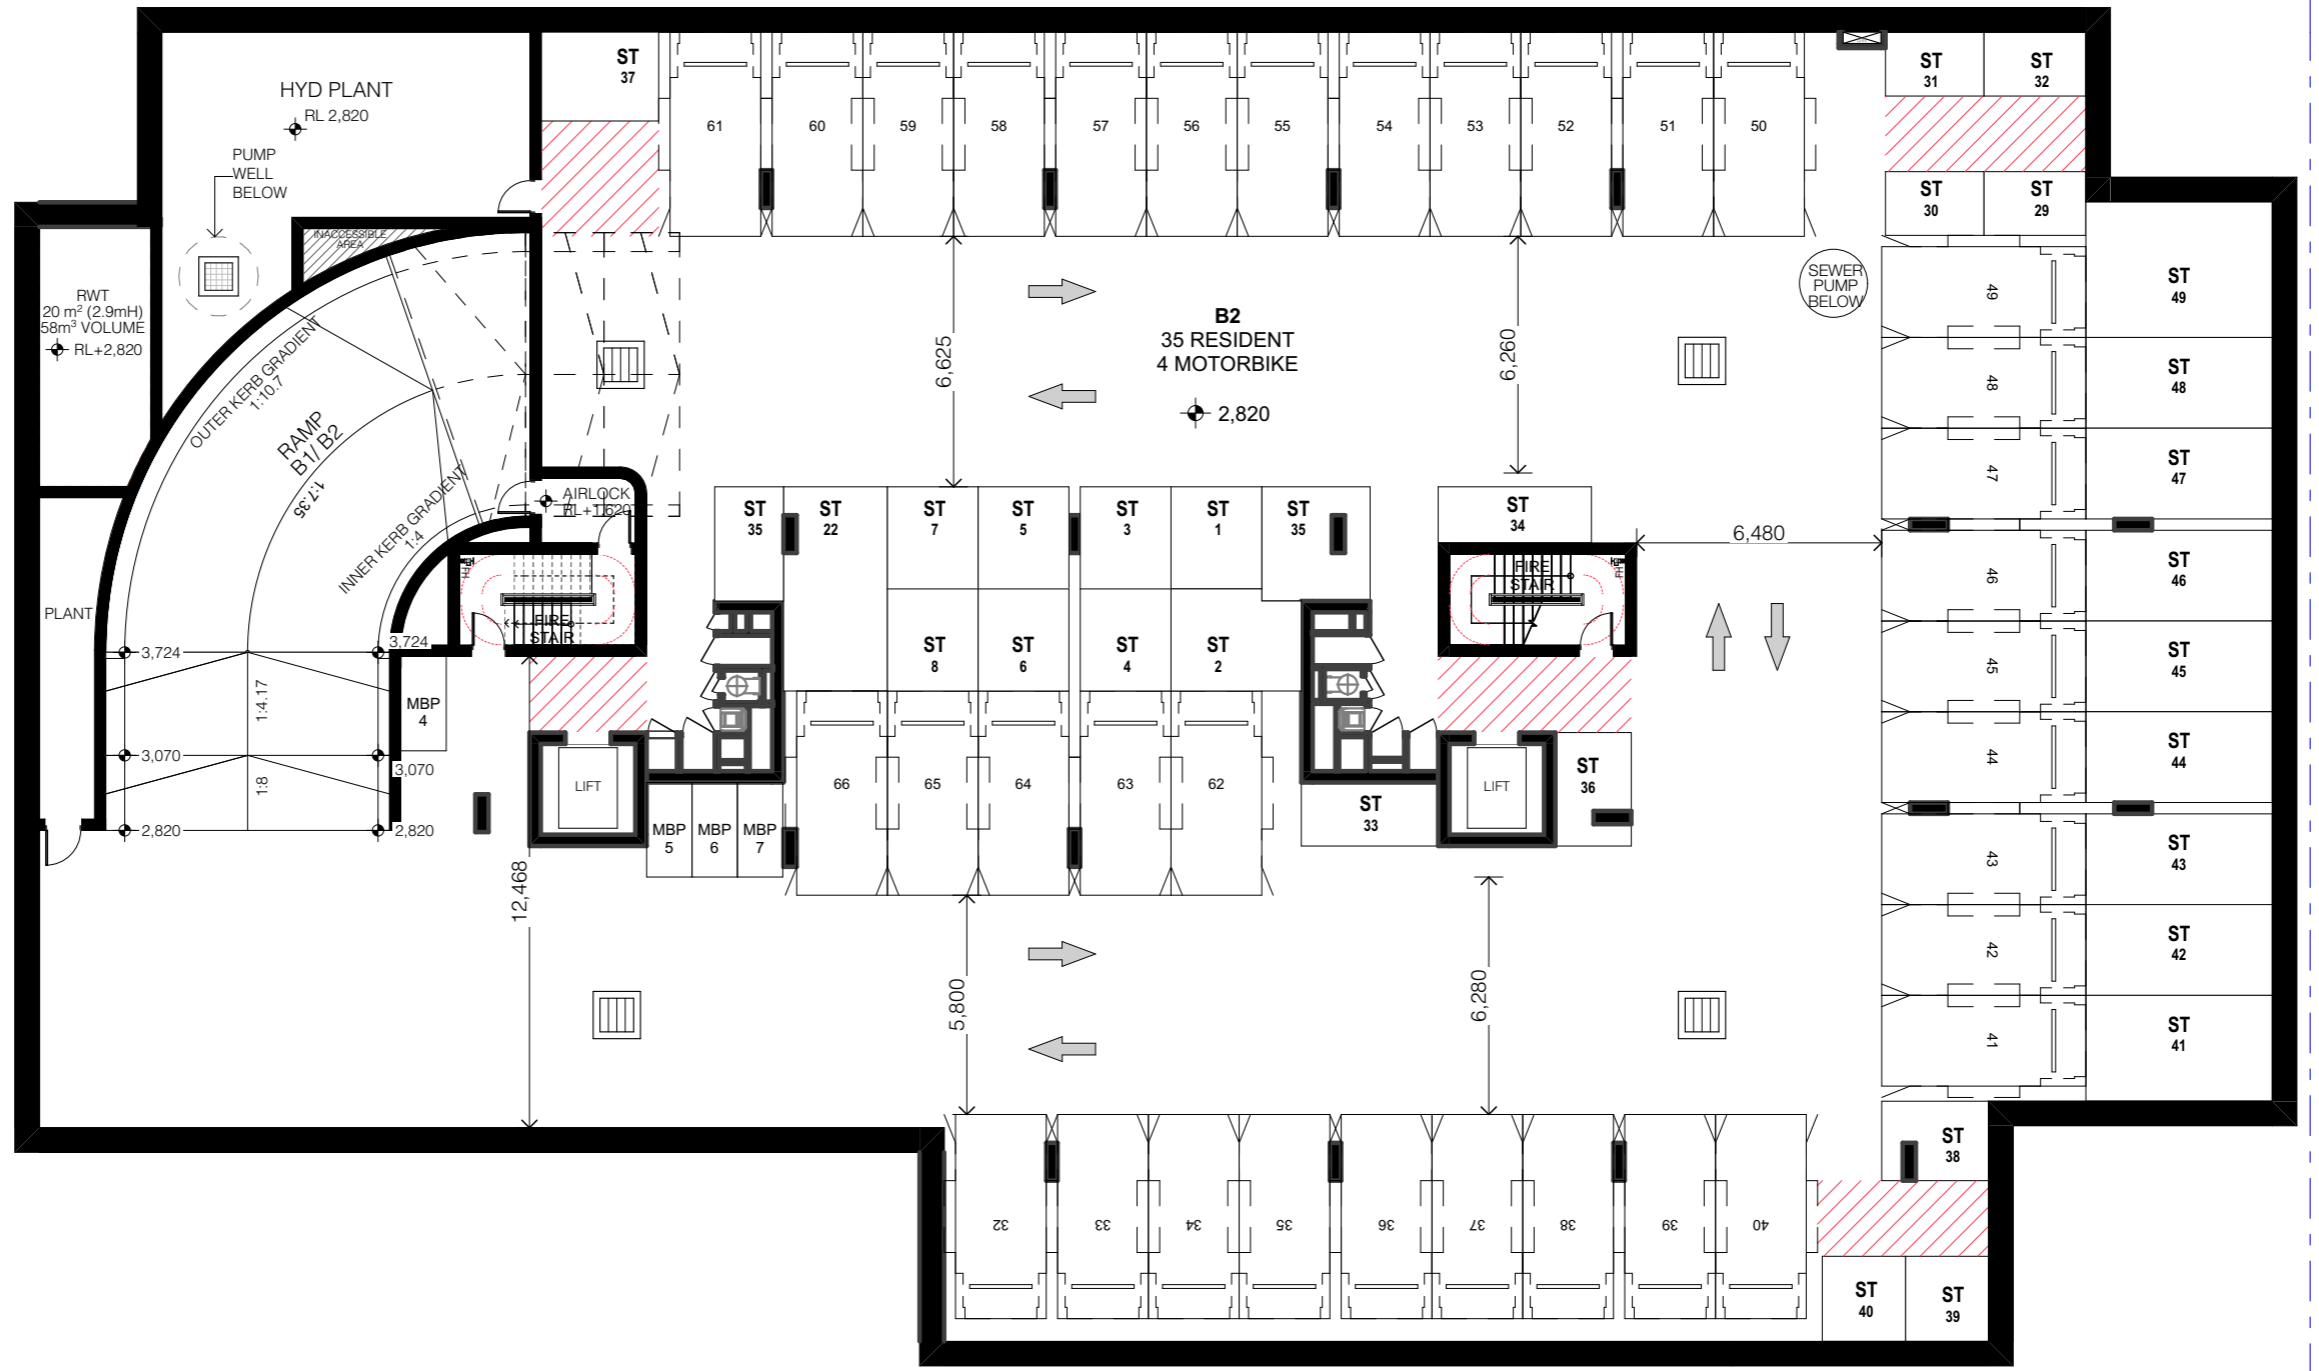 ST
37
HYD PLANT
RL 2,820
PUMP
WELL
BELOW
61
60
59
58
57
56
55
54
53
52
51
50
ST
31
ST
32
ST
30
ST
29
INACCESSIBLE
AREA
RWT
20 m² (2.9mH)
58m³ VOLUME
RL+2,820
OUTER KERB GRADIENT
1:10.7
RAMP
B1/ B2
1:7.35
INNER KERB GRADIENT
1:4
B2
35 RESIDENT
4 MOTORBIKE
2,820
6,625
6,260
SEWER
PUMP
BELOW
49
48
47
46
45
44
43
42
41
ST
49
ST
48
ST
47
ST
46
ST
45
ST
44
ST
43
ST
42
ST
41
AIRLOCK
RL+1,620
ST
35
ST
22
ST
7
ST
5
ST
3
ST
1
ST
35
ST
34
6,480
FH
FIRE
STAIR
FIRE
STAIR
FH
ST
8
ST
6
ST
4
ST
2
PLANT
3,724
3,724
1:4.17
MBP
4
3,070
3,070
1:8
2,820
2,820
LIFT
MBP
5
MBP
6
MBP
7
66
65
64
63
62
ST
33
LIFT
ST
36
12,468
5,800
6,280
ST
38
32
33
34
35
36
37
38
39
40
ST
40
ST
39